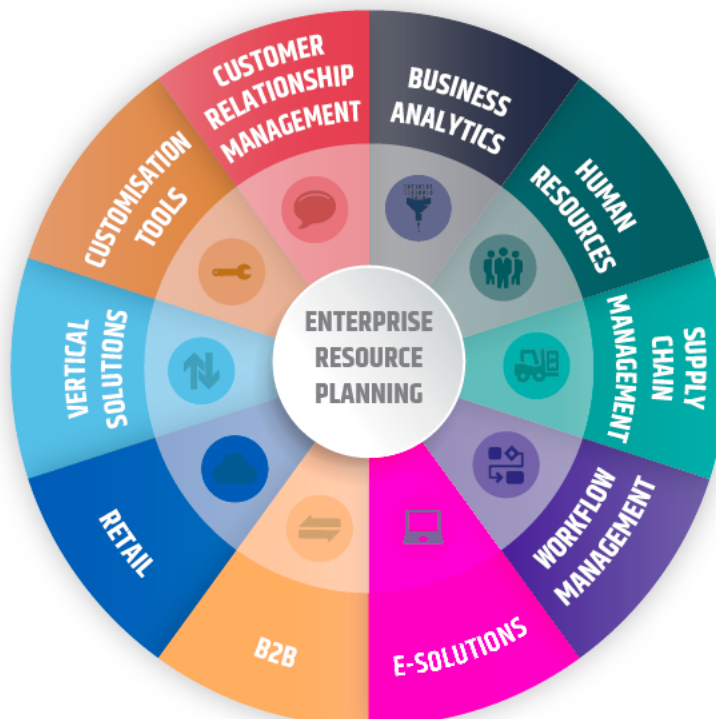 CUSTOMER
RELATIONSHIP
MANAGEMENT
BUSINESS
ANALYTICS
HUMAN
RESOURCES
SUPPLY
CHAIN
MANAGEMENT
WORKFLOW
MANAGEMENT
E-SOLUTIONS
B2B
RETAIL
VERTICAL
SOLUTIONS
CUSTOMISATION
TOOLS
ENTERPRISE
RESOURCE
PLANNING